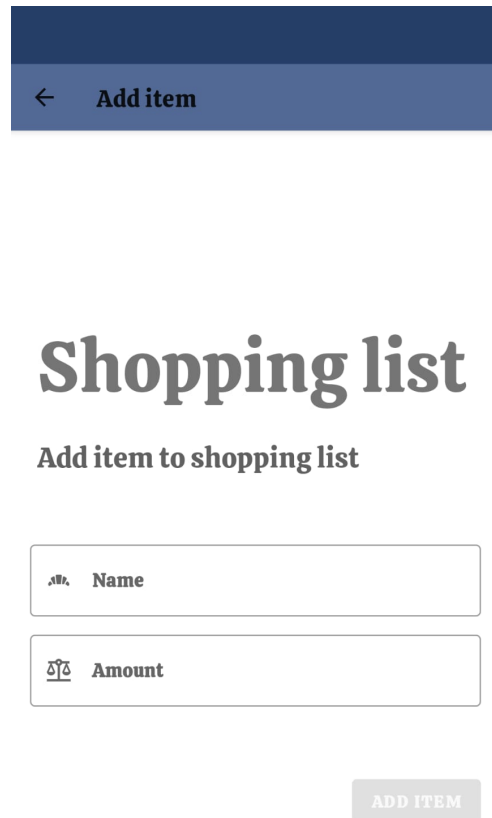 Add item
Shopping list
Add item to shopping list
Name
Amount
ADD ITEM